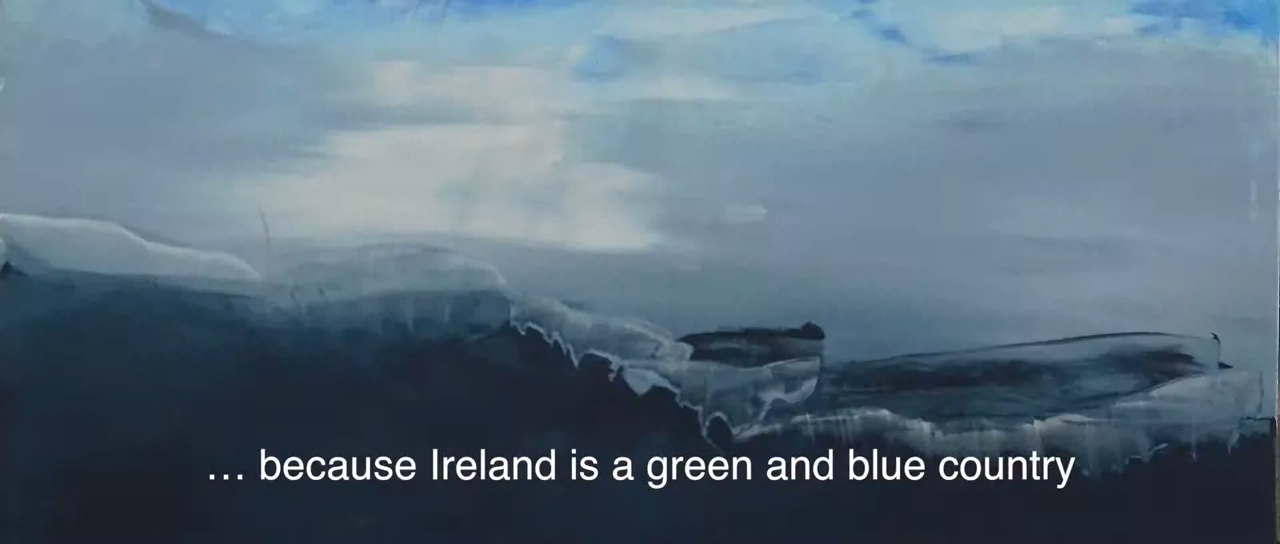 … because Ireland is a green and blue country